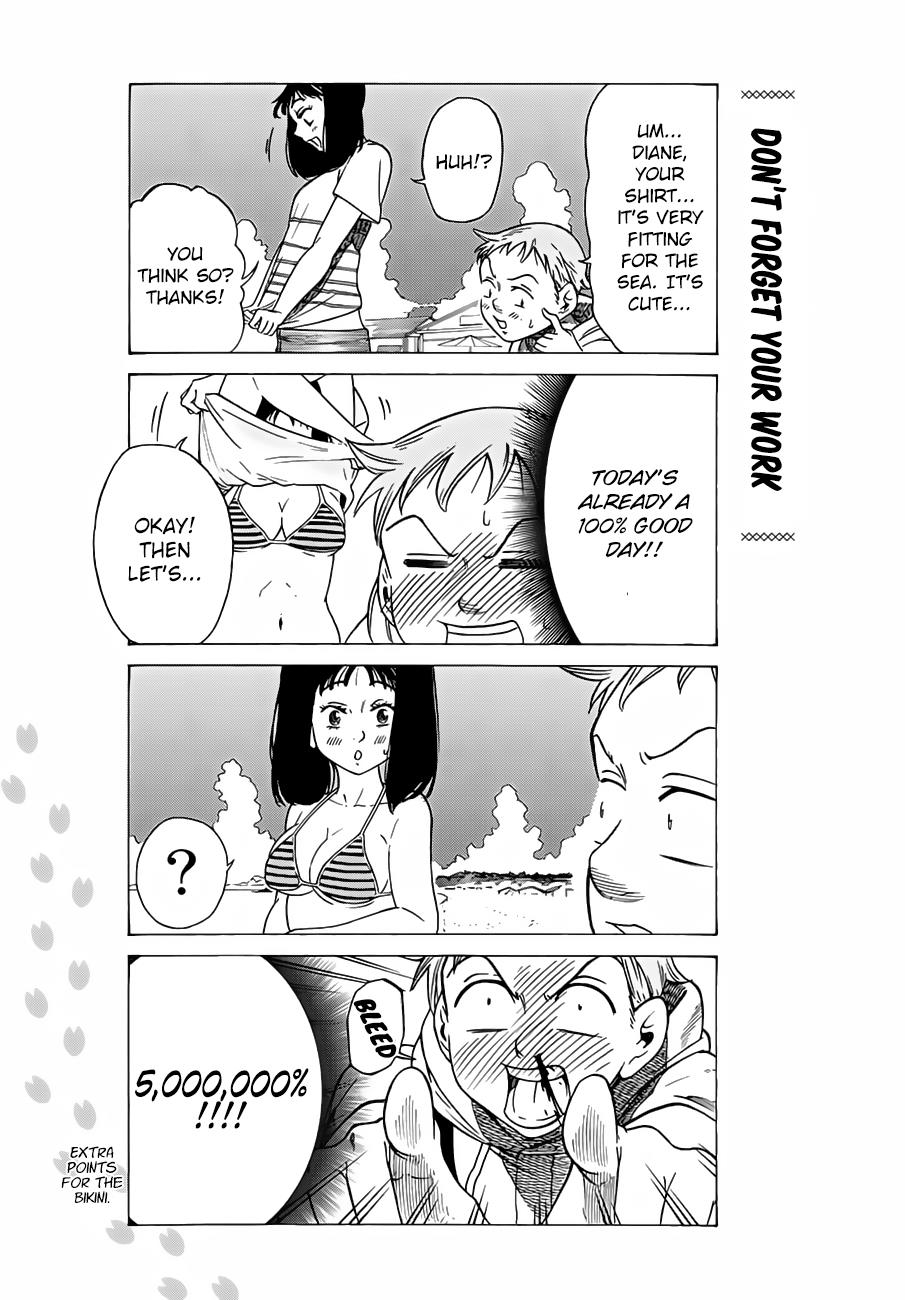 DON'T FORGET YOUR WORK
UM...
DIANE,
YOUR
SHIRT...
IT'S VERY
FITTING
FOR THE
SEA. IT'S
CUTE...
HUH!?
YOU
THINK SO?
THANKS!
TODAY'S
ALREADY A
100% GOOD
DAY!!
OKAY!
THEN
LET'S...
?
BLEED
5,000,000%
!!!!
EXTRA
POINTS
FOR THE
BIKINI.